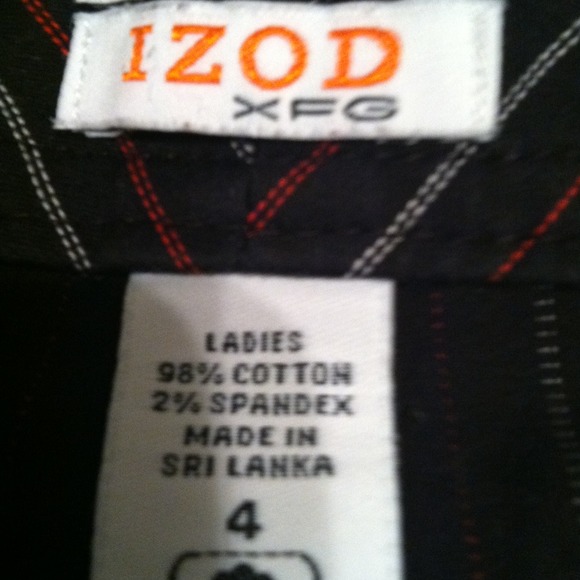 IZOD
XFG
LADIES
98% COTTON
2% SPANDEX
MADE IN
SRI LANKA
4